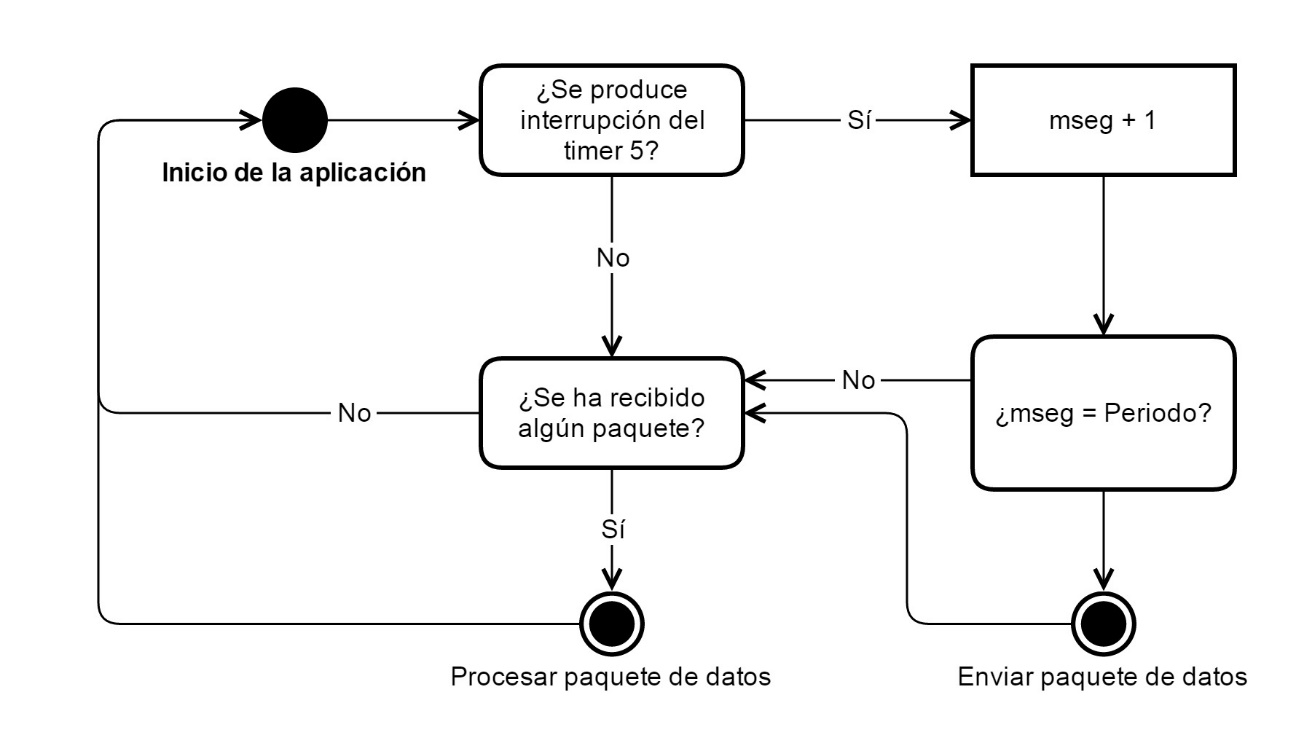 ¿Se produce
interrupción del
timer 5?
Sí
mseg + 1
Inicio de la aplicación
No
¿Se ha recibido
algún paquete?
No
¿mseg = Periodo?
No
Sí
Procesar paquete de datos
Enviar paquete de datos